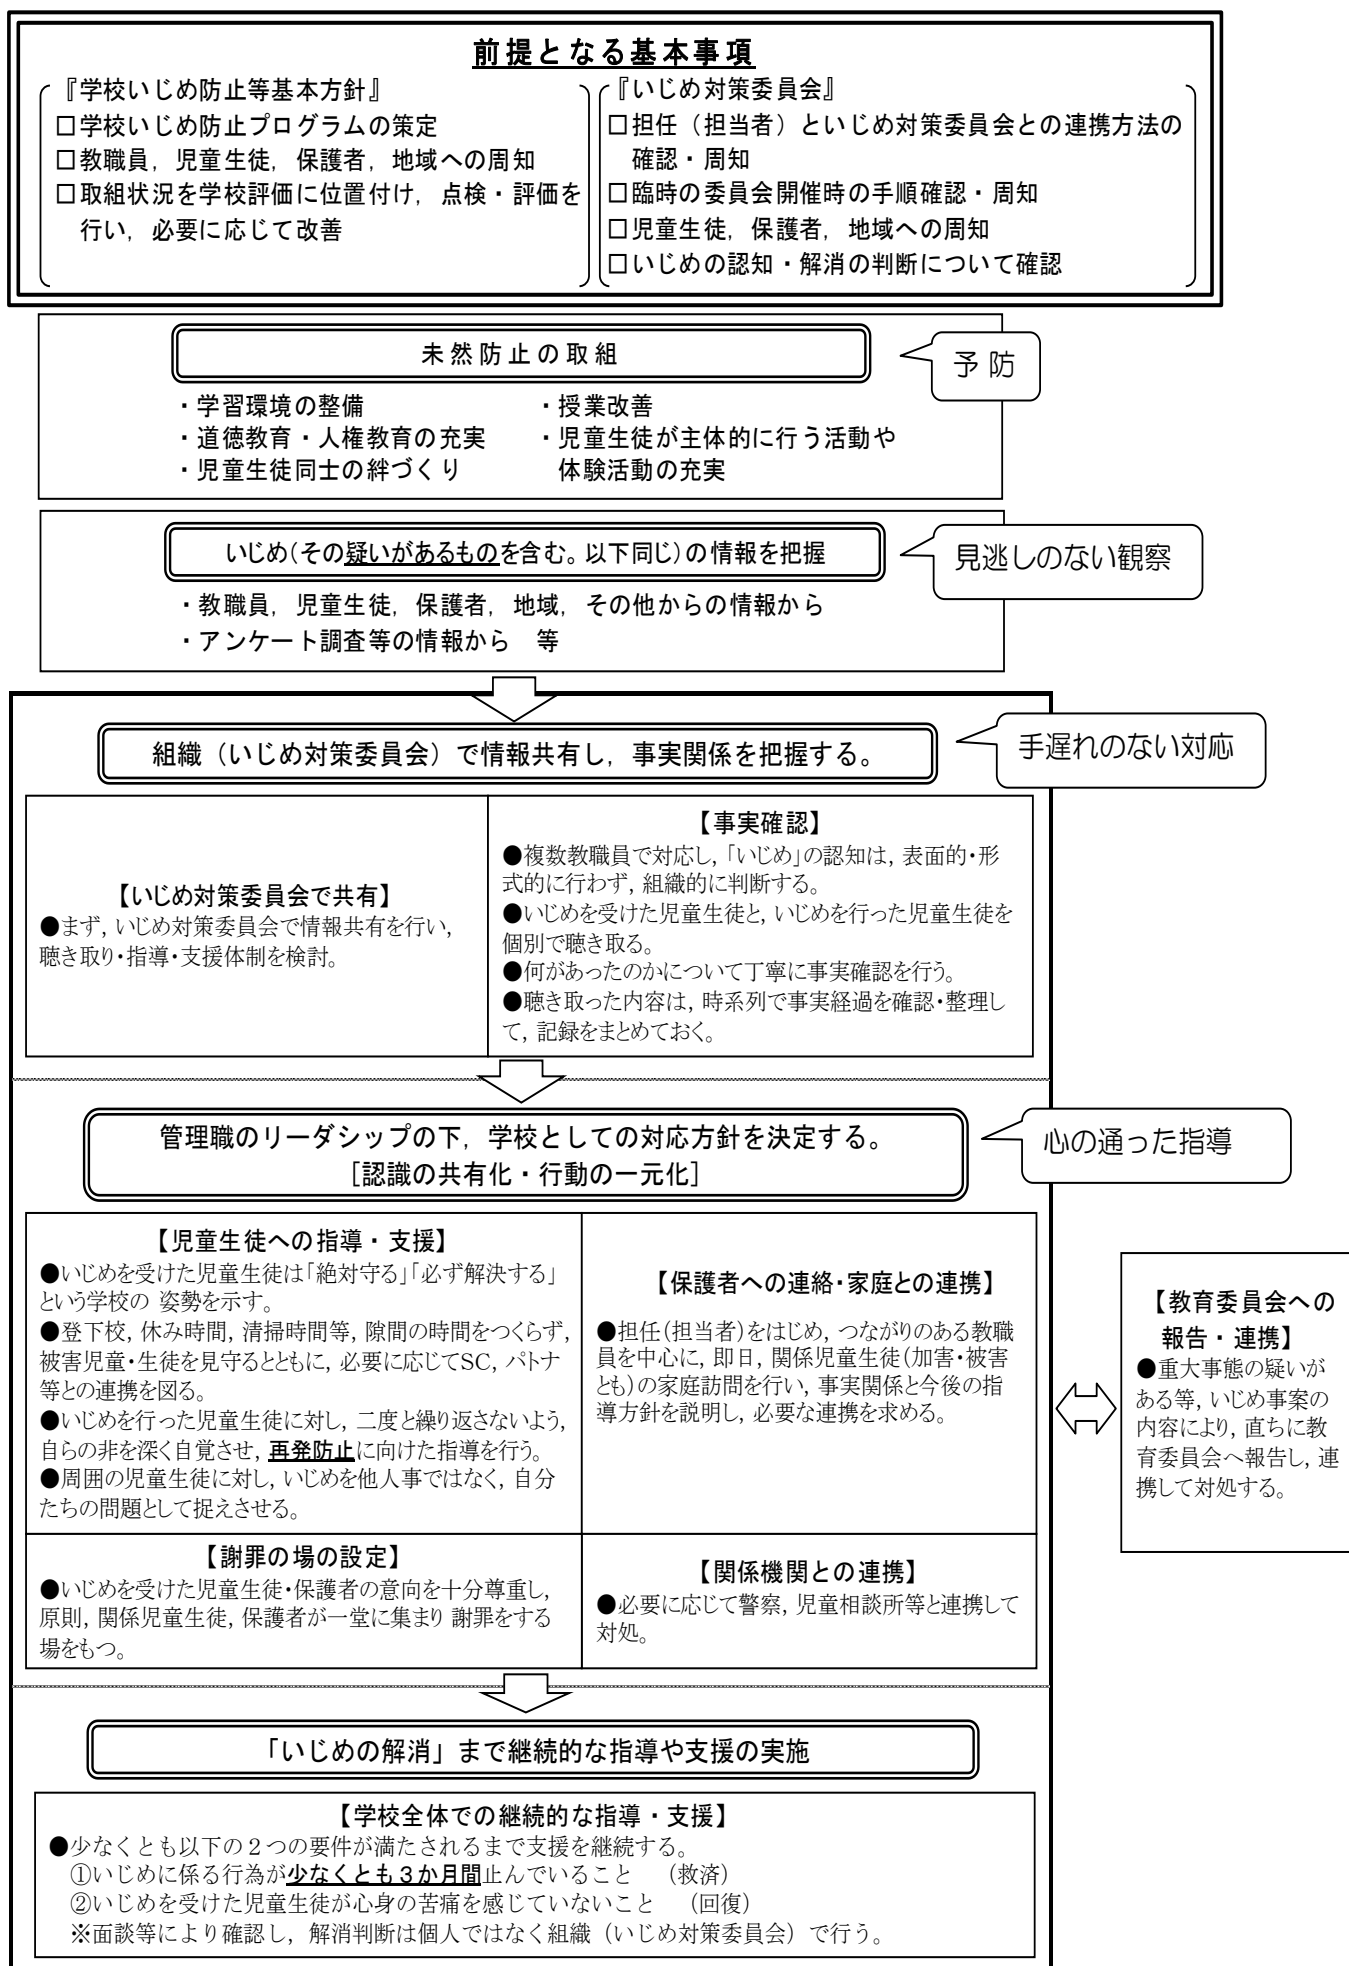 前提となる基本事項
『学校いじめ防止等基本方針』
□学校いじめ防止プログラムの策定
□教職員，児童生徒，保護者，地域への周知
□取組状況を学校評価に位置付け，点検・評価を
行い，必要に応じて改善
『いじめ対策委員会』
□担任（担当者）といじめ対策委員会との連携方法の
確認・周知
□臨時の委員会開催時の手順確認・周知
□児童生徒，保護者，地域への周知
□いじめの認知・解消の判断について確認
未然防止の取組
予 防
・学習環境の整備
・道徳教育・人権教育の充実
・児童生徒同士の絆づくり
・授業改善
・児童生徒が主体的に行う活動や
体験活動の充実
いじめ（その疑いがあるものを含む。以下同じ）の情報を把握
見逃しのない観察
・教職員，児童生徒，保護者，地域，その他からの情報から
・アンケート調査等の情報から　等
組織（いじめ対策委員会）で情報共有し，事実関係を把握する。
手遅れのない対応
【いじめ対策委員会で共有】
●まず，いじめ対策委員会で情報共有を行い，
聴き取り・指導・支援体制を検討。
【事実確認】
●複数教職員で対応し，「いじめ」の認知は，表面的・形
式的に行わず，組織的に判断する。
●いじめを受けた児童生徒と，いじめを行った児童生徒を
個別で聴き取る。
●何があったのかについて丁寧に事実確認を行う。
●聴き取った内容は，時系列で事実経過を確認・整理し
て，記録をまとめておく。
管理職のリーダシップの下，学校としての対応方針を決定する。
［認識の共有化・行動の一元化］
心の通った指導
【児童生徒への指導・支援】
●いじめを受けた児童生徒は「絶対守る」「必ず解決する」
という学校の 姿勢を示す。
●登下校，休み時間，清掃時間等，隙間の時間をつくらず，
被害児童・生徒を見守るとともに，必要に応じてSC，パトナ
等との連携を図る。
●いじめを行った児童生徒に対し，二度と繰り返さないよう，
自らの非を深く自覚させ，再発防止に向けた指導を行う。
●周囲の児童生徒に対し，いじめを他人事ではなく，自分
たちの問題として捉えさせる。
【保護者への連絡・家庭との連携】
●担任（担当者）をはじめ，つながりのある教職
員を中心に，即日，関係児童生徒（加害・被害
とも）の家庭訪問を行い，事実関係と今後の指
導方針を説明し，必要な連携を求める。
【教育委員会への
報告・連携】
●重大事態の疑いが
ある等，いじめ事案の
内容により，直ちに教
育委員会へ報告し，連
携して対処する。
【謝罪の場の設定】
●いじめを受けた児童生徒・保護者の意向を十分尊重し，
原則，関係児童生徒，保護者が一堂に集まり 謝罪をする
場をもつ。
【関係機関との連携】
●必要に応じて警察，児童相談所等と連携して
対処。
「いじめの解消」まで継続的な指導や支援の実施
【学校全体での継続的な指導・支援】
●少なくとも以下の２つの要件が満たされるまで支援を継続する。
①いじめに係る行為が少なくとも３か月間止んでいること　（救済）
②いじめを受けた児童生徒が心身の苦痛を感じていないこと　（回復）
※面談等により確認し，解消判断は個人ではなく組織（いじめ対策委員会）で行う。